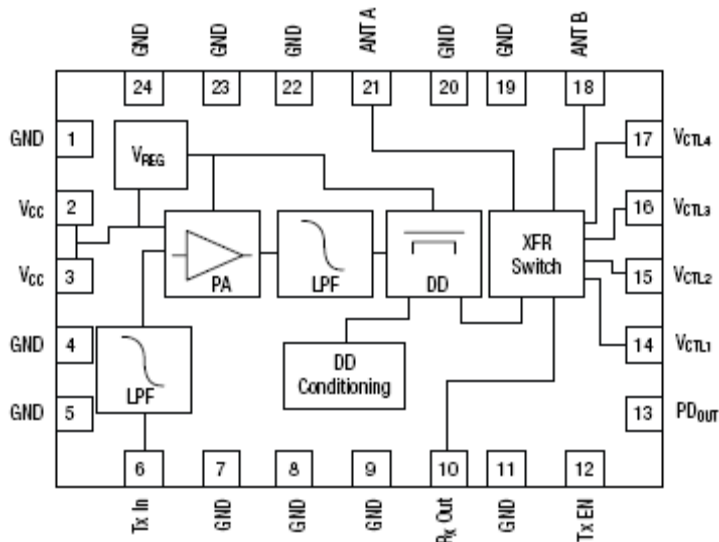 GND
GND
GND
ANT A
GND
GND
ANT B
24
23
22
21
20
19
18
GND
1
VREG
17
VCTL4
VCC
2
16
VCTL3
PA
LPF
DD
XFR
Switch
VCC
3
15
VCTL2
GND
4
LPF
DD
Conditioning
14
VCTL1
GND
5
13
PDOUT
6
7
8
9
10
11
12
Tx In
GND
GND
GND
Rx Out
GND
Tx EN